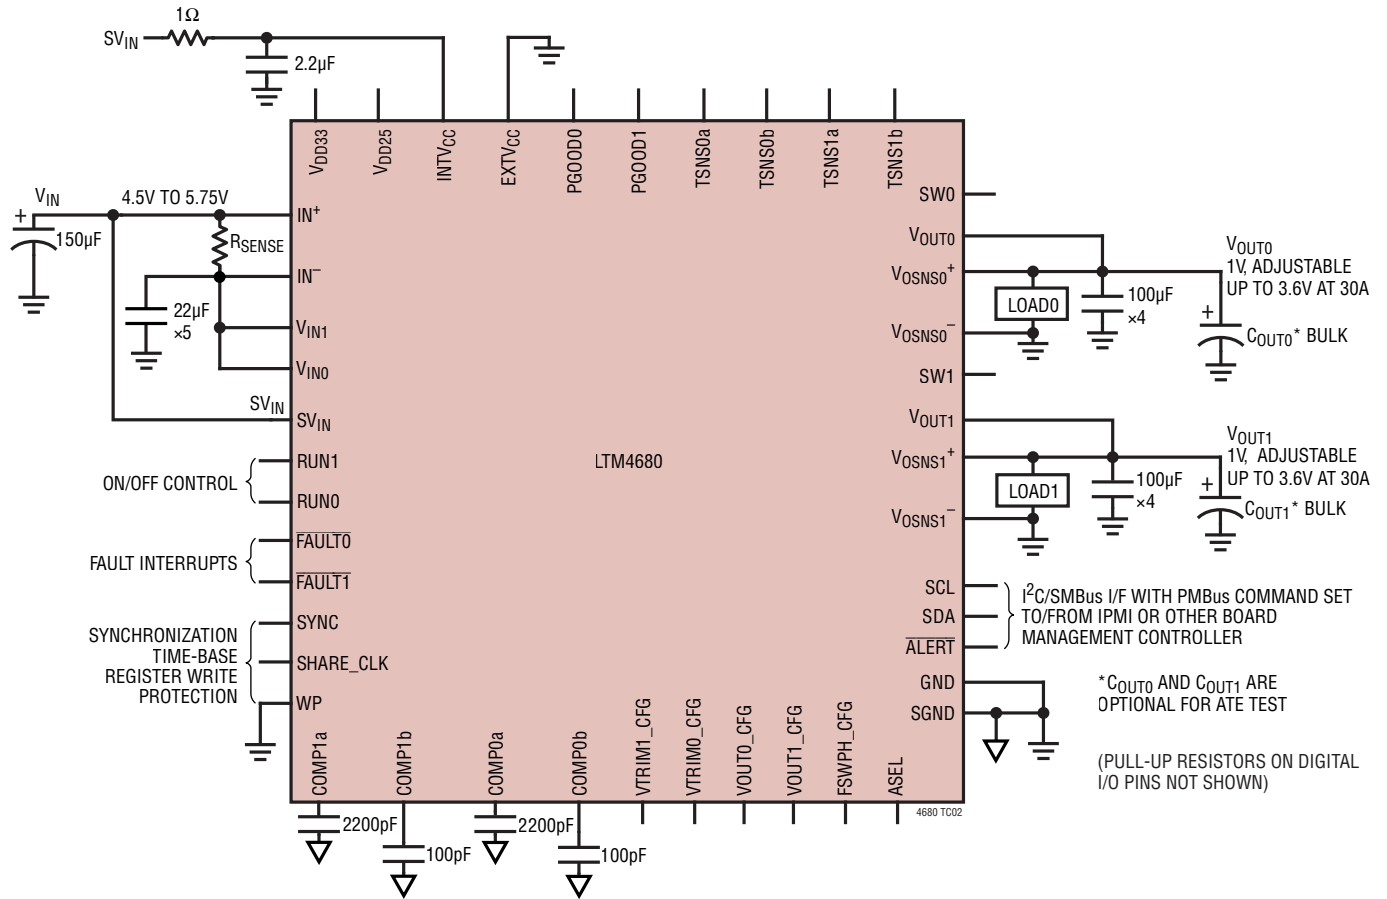 1Ω
SVIN
2.2µF
VDD33
VDD25
INTVCC
EXTVCC
PGOOD0
PGOOD1
TSNS0a
TSNS0b
TSNS1a
TSNS1b
VIN
4.5V TO 5.75V
+
150µF
IN+
RSENSE
IN−
22µF
×5
VIN1
VIN0
SVIN
SVIN
ON/OFF CONTROL
RUN1
RUN0
FAULT INTERRUPTS
FAULT0
FAULT1
SYNCHRONIZATION
TIME-BASE
REGISTER WRITE
PROTECTION
SYNC
SHARE_CLK
WP
LTM4680
SW0
VOUT0
VOSNS0+
VOSNS0−
LOAD0
100µF
×4
VOUT0
1V, ADJUSTABLE
UP TO 3.6V AT 30A
+
COUT0* BULK
SW1
VOUT1
VOSNS1+
VOSNS1−
LOAD1
100µF
×4
VOUT1
1V, ADJUSTABLE
UP TO 3.6V AT 30A
+
COUT1* BULK
SCL
SDA
ALERT
I2C/SMBus I/F WITH PMBus COMMAND SET
TO/FROM IPMI OR OTHER BOARD
MANAGEMENT CONTROLLER
GND
SGND
*COUT0 AND COUT1 ARE
OPTIONAL FOR ATE TEST
(PULL-UP RESISTORS ON DIGITAL
I/O PINS NOT SHOWN)
COMP1a
COMP1b
COMP0a
COMP0b
VTRIM1_CFG
VTRIM0_CFG
VOUT0_CFG
VOUT1_CFG
FSWPH_CFG
ASEL
4680 TC02
2200pF
100pF
2200pF
100pF